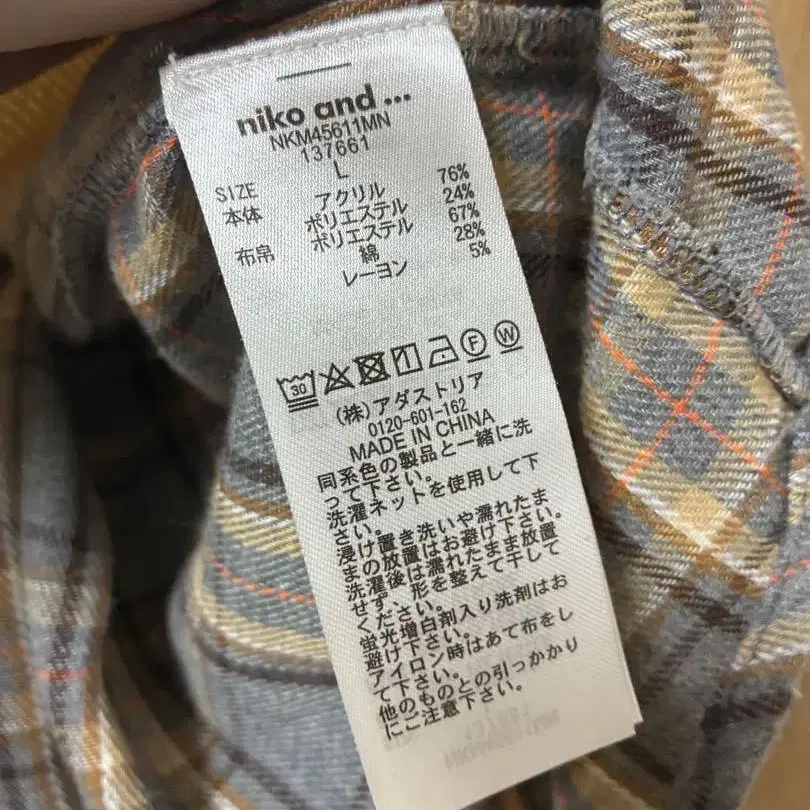 niko and ...
NKM45611MN
137661
SIZE L
本体 アクリル 76%
ポリエステル 24%
布帛 ポリエステル 67%
綿 28%
レーヨン 5%
30 F W
(株)アダストリア
0120-601-162
MADE IN CHINA
同系色の製品と一緒に洗
って下さい。
洗濯ネットを使用して下
さい。
浸け置き洗いや濡れたま
まの放置はお避け下さい。
洗濯後は濡れたまま放置
せず、形を整えて干して
ください。
蛍光増白剤入り洗剤はお
避け下さい。
アイロン時はあて布をし
て下さい。
他のものとの引っかかり
にご注意下さい。